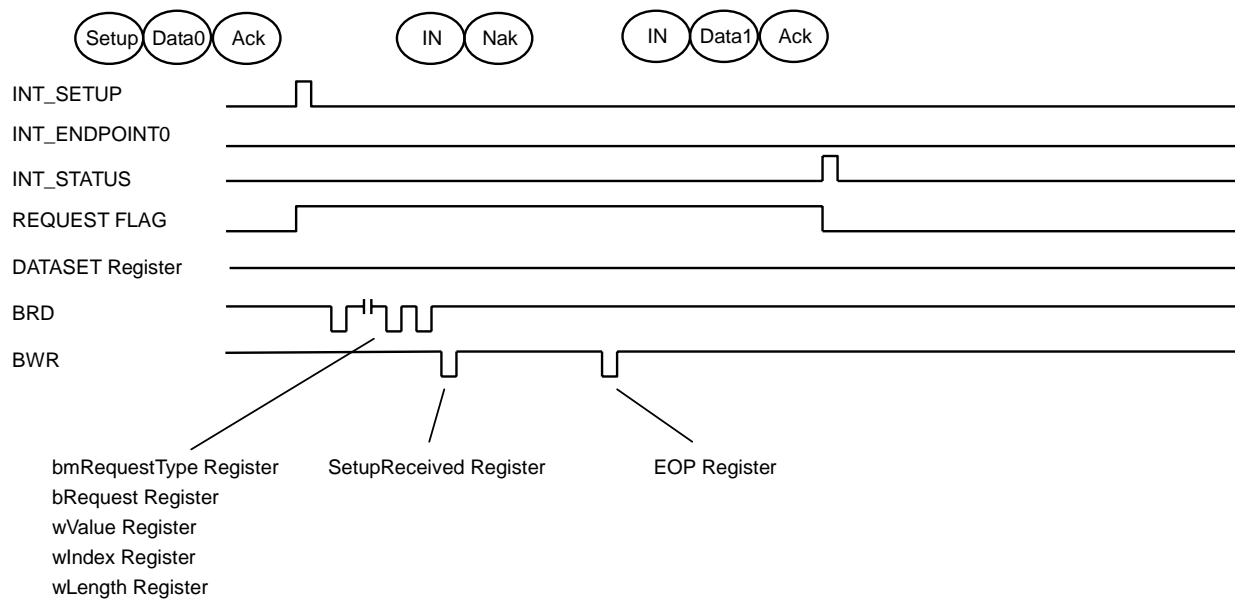 Setup Data0 Ack IN Nak IN Data1 Ack
INT_SETUP
INT_ENDPOINT0
INT_STATUS
REQUEST FLAG
DATASET Register
BRD
BWR
bmRequestType Register SetupReceived Register EOP Register
bRequest Register
wValue Register
wIndex Register
wLength Register